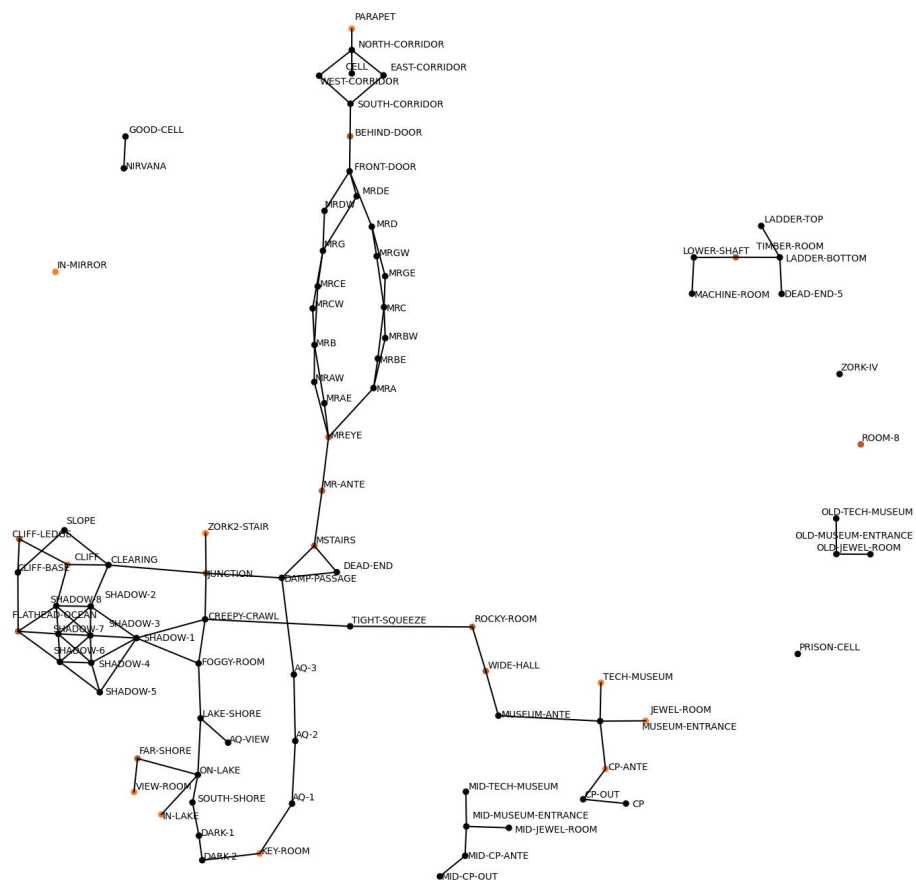 PARAPET
NORTH-CORRIDOR
CELL
EAST-CORRIDOR
WEST-CORRIDOR
SOUTH-CORRIDOR
GOOD-CELL
BEHIND-DOOR
NIRVANA
FRONT-DOOR
MRDE
MRDW
LADDER-TOP
MRD
MRG
TIMBER-ROOM
LOWER-SHAFT
MRGW
LADDER-BOTTOM
IN-MIRROR
MRGE
MRCE
MACHINE-ROOM
DEAD-END-5
MRCW
MRC
MRBW
MRB
MRBE
ZORK-IV
MRAW
MRA
MRAE
MREYE
ROOM-8
MR-ANTE
OLD-TECH-MUSEUM
SLOPE
ZORK2-STAIR
CLIFF-LEDGE
OLD-MUSEUM-ENTRANCE
MSTAIRS
OLD-JEWEL-ROOM
CLIFF
CLEARING
DEAD-END
CLIFF-BASE
JUNCTION
DAMP-PASSAGE
SHADOW-2
SHADOW-8
FLATHEAD-OCEAN
CREEPY-CRAWL
TIGHT-SQUEEZE
ROCKY-ROOM
SHADOW-3
SHADOW-7
SHADOW-1
PRISON-CELL
SHADOW-6
SHADOW-4
FOGGY-ROOM
AQ-3
WIDE-HALL
TECH-MUSEUM
SHADOW-5
JEWEL-ROOM
LAKE-SHORE
MUSEUM-ANTE
MUSEUM-ENTRANCE
AQ-2
AQ-VIEW
FAR-SHORE
CP-ANTE
ON-LAKE
VIEW-ROOM
MID-TECH-MUSEUM
CP-OUT
AQ-1
SOUTH-SHORE
CP
IN-LAKE
MID-MUSEUM-ENTRANCE
MID-JEWEL-ROOM
DARK-1
KEY-ROOM
DARK-2
MID-CP-ANTE
MID-CP-OUT